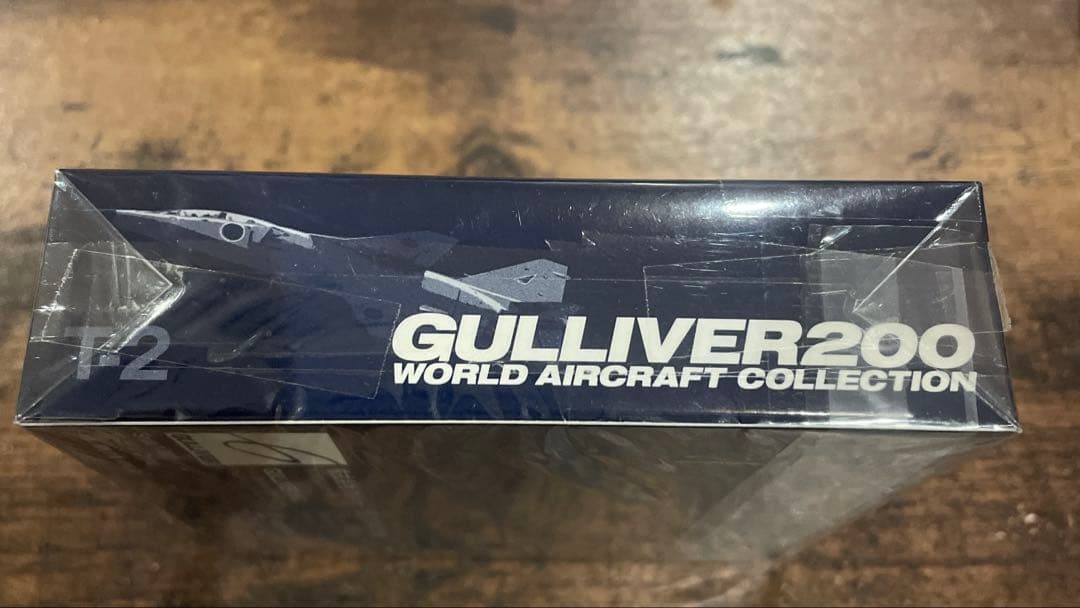 T-2
GULLIVER200
WORLD AIRCRAFT COLLECTION